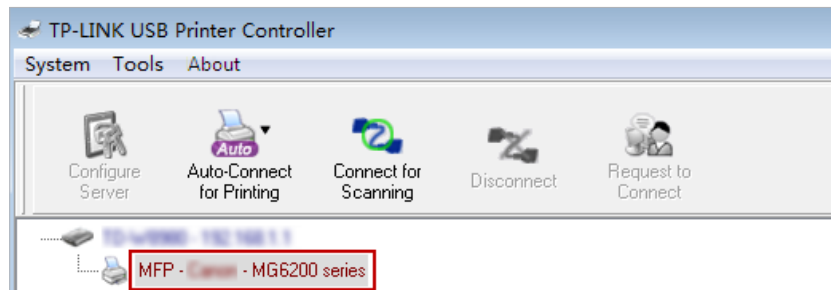 TP-LINK USB Printer Controller
System Tools About
Auto
Configure Server
Auto-Connect for Printing
Connect for Scanning
Disconnect
Request to Connect
MFP - - MG6200 series